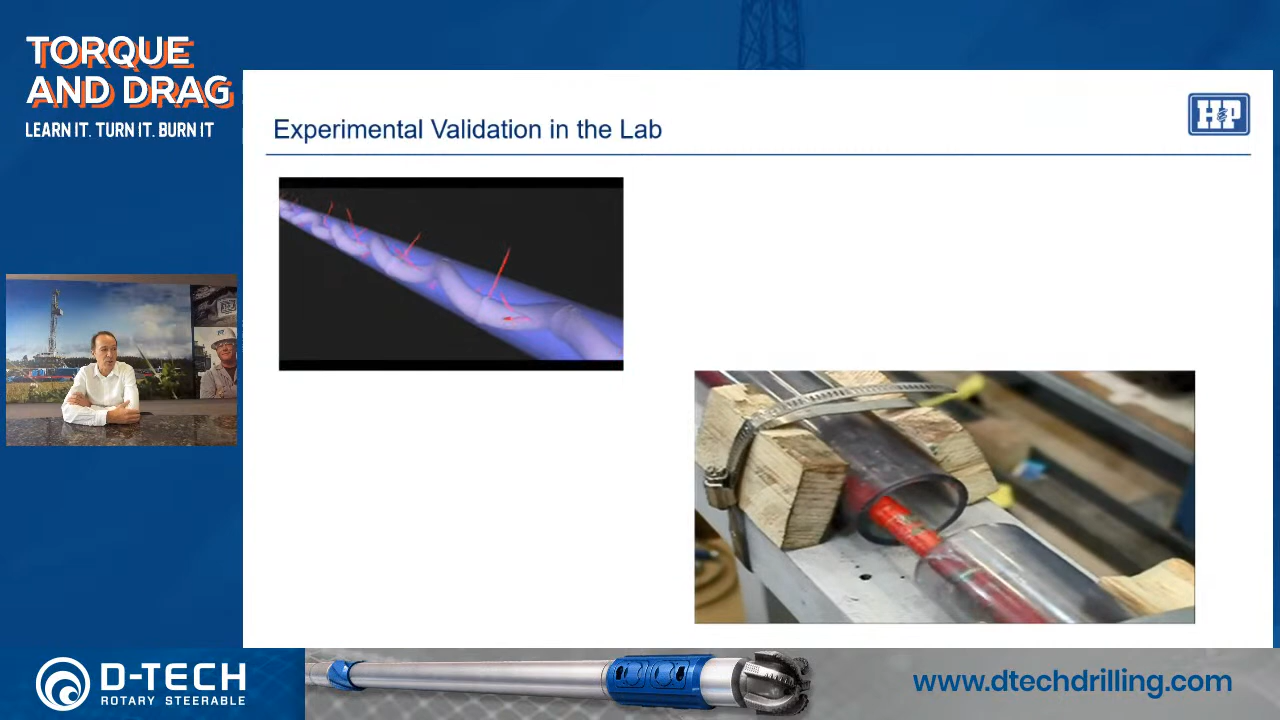 TORQUE
AND DRAG
LEARN IT. TURN IT. BURN IT
Experimental Validation in the Lab
H&P
D-TECH
ROTARY STEERABLE
www.dtechdrilling.com